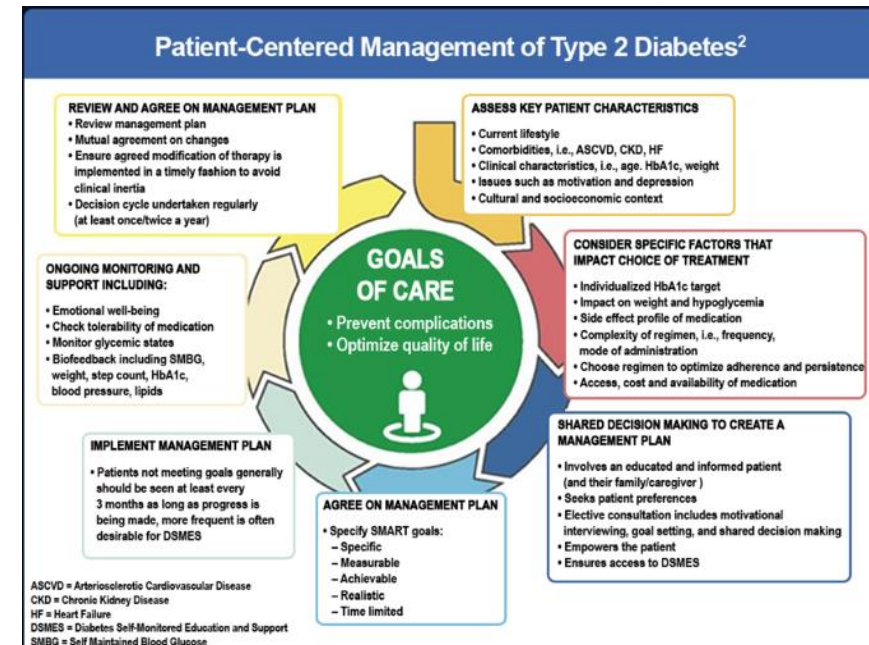 Patient-Centered Management of Type 2 Diabetes²
REVIEW AND AGREE ON MANAGEMENT PLAN
• Review management plan
• Mutual agreement on changes
• Ensure agreed modification of therapy is
implemented in a timely fashion to avoid
clinical inertia
• Decision cycle undertaken regularly
(at least once/twice a year)
ASSESS KEY PATIENT CHARACTERISTICS
• Current lifestyle
• Comorbidities, i.e., ASCVD, CKD, HF
• Clinical characteristics, i.e., age. HbA1c, weight
• Issues such as motivation and depression
• Cultural and socioeconomic context
ONGOING MONITORING AND
SUPPORT INCLUDING:
• Emotional well-being
• Check tolerability of medication
• Monitor glycemic states
• Biofeedback including SMBG,
weight, step count, HbA1c,
blood pressure, lipids
GOALS
OF CARE
• Prevent complications
• Optimize quality of life
CONSIDER SPECIFIC FACTORS THAT
IMPACT CHOICE OF TREATMENT
• Individualized HbA1c target
• Impact on weight and hypoglycemia
• Side effect profile of medication
• Complexity of regimen, i.e., frequency,
mode of administration
• Choose regimen to optimize adherence and persistence
• Access, cost and availability of medication
IMPLEMENT MANAGEMENT PLAN
• Patients not meeting goals generally
should be seen at least every
3 months as long as progress is
being made, more frequent is often
desirable for DSMES
AGREE ON MANAGEMENT PLAN
• Specify SMART goals:
– Specific
– Measurable
– Achievable
– Realistic
– Time limited
SHARED DECISION MAKING TO CREATE A
MANAGEMENT PLAN
• Involves an educated and informed patient
(and their family/caregiver )
• Seeks patient preferences
• Elective consultation includes motivational
interviewing, goal setting, and shared decision making
• Empowers the patient
• Ensures access to DSMES
ASCVD = Arteriosclerotic Cardiovascular Disease
CKD = Chronic Kidney Disease
HF = Heart Failure
DSMES = Diabetes Self-Monitored Education and Support
SMBG = Self Maintained Blood Glucose